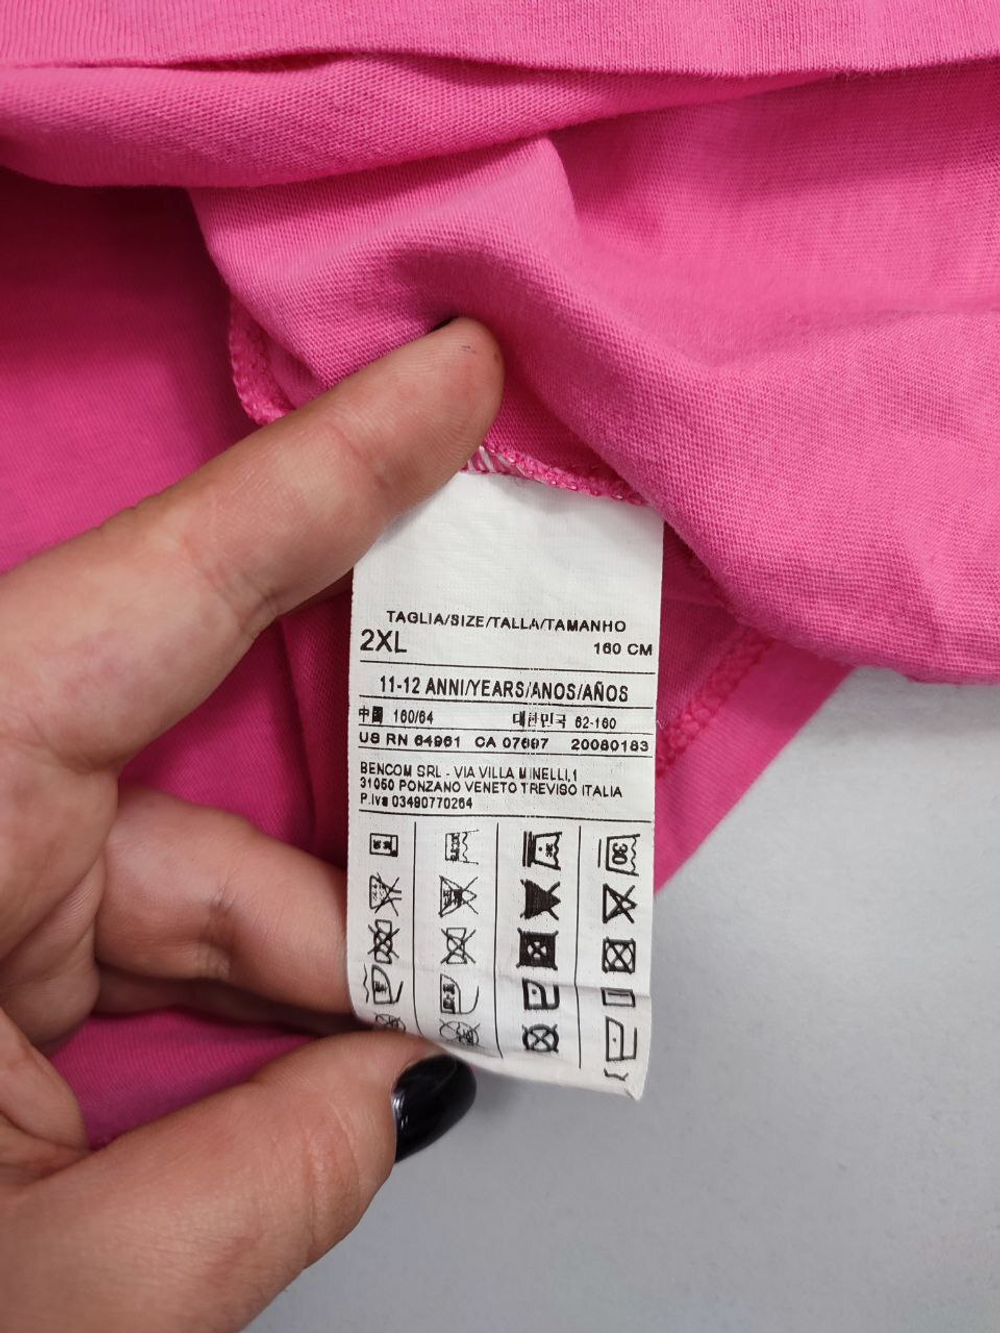 TAGLIA/SIZE/TALLA/TAMANHO
2XL 160 CM
11-12 ANNI/YEARS/ANOS/AÑOS
中國 160/64 대한민국 62-160
US RN 64961 CA 07697 20080183
BENCOM SRL - VIA VILLA MINELLI,1
31050 PONZANO VENETO TREVISO ITALIA
P.Iva 03490770264
30